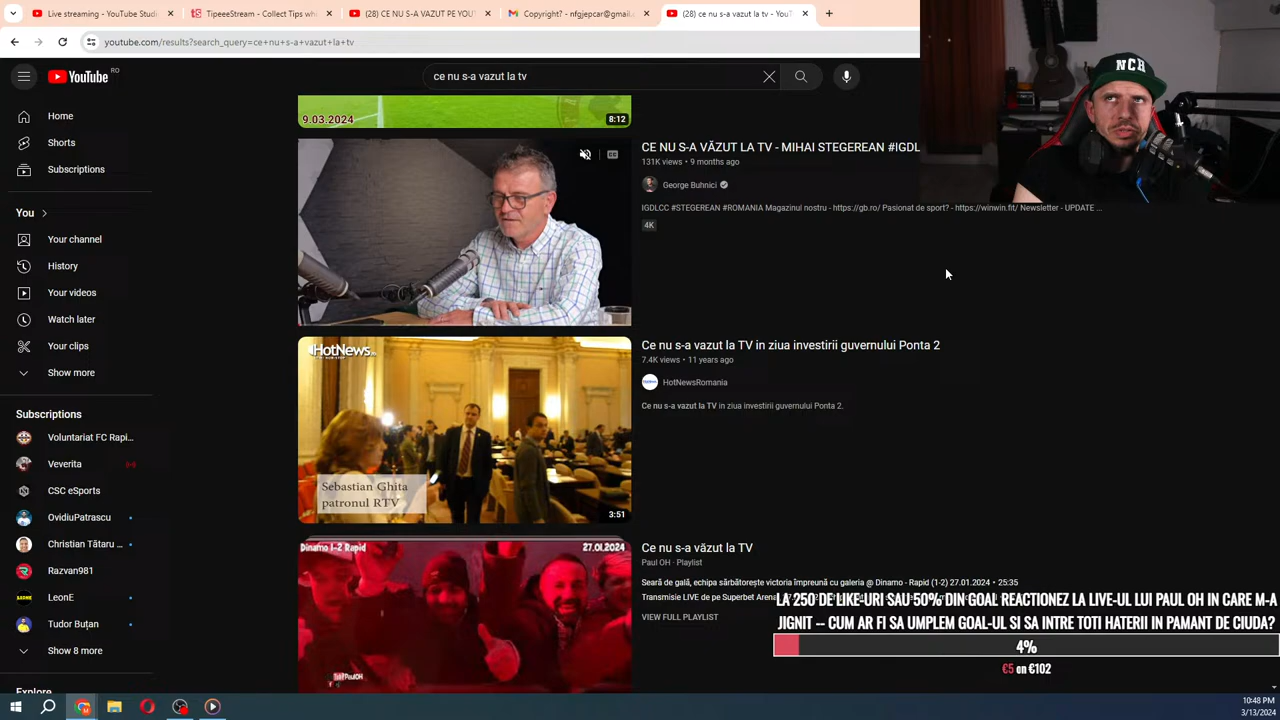 Live streaming - YouTube Studi
TipeeeStream - Collect Tips wh
(28) CE NU S-A VAZUT PE YOU
Copyright? - nfgjepcar@gmail.
(28) ce nu s-a vazut la tv - YouT
youtube.com/results?search_query=ce+nu+s+a+vazut+la+tv
YouTube RO
ce nu s-a vazut la tv
NCH
Home
Shorts
Subscriptions
You
Your channel
History
Your videos
Watch later
Your clips
Show more
Subscriptions
Voluntariat FC Rapi...
Veverita
CSC eSports
OvidiuPatrascu
Christian Tătaru ...
Razvan981
LeonE
Tudor Buțan
Show 8 more
Explore
9.03.2024
8:12
CE NU S-A VĂZUT LA TV - MIHAI STEGEREAN #IGDL
131K views • 9 months ago
George Buhnici
IGDLCC #STEGEREAN #ROMANIA Magazinul nostru - https://gb.ro/ Pasionat de sport? - https://winwin.fit/ Newsletter - UPDATE ...
4K
HotNews.ro
Sebastian Ghita
patronul RTV
3:51
Ce nu s-a vazut la TV in ziua investirii guvernului Ponta 2
7.4K views • 11 years ago
HotNewsRomania
Ce nu s-a vazut la TV in ziua investirii guvernului Ponta 2.
Dinamo 1-2 Rapid
27.01.2024
PaulOH
Ce nu s-a văzut la TV
Paul OH · Playlist
Seară de gală, echipa sărbătorește victoria împreună cu galeria @ Dinamo - Rapid (1-2) 27.01.2024 • 25:35
Transmisie LIVE de pe Superbet Arena
VIEW FULL PLAYLIST
LA 250 DE LIKE-URI SAU 50% DIN GOAL REACTIONEZ LA LIVE-UL LUI PAUL OH IN CARE M-A
JIGNIT -- CUM AR FI SA UMPLEM GOAL-UL SI SA INTRE TOTI HATERII IN PAMANT DE CIUDA?
4%
€5 on €102
10:48 PM
3/13/2024